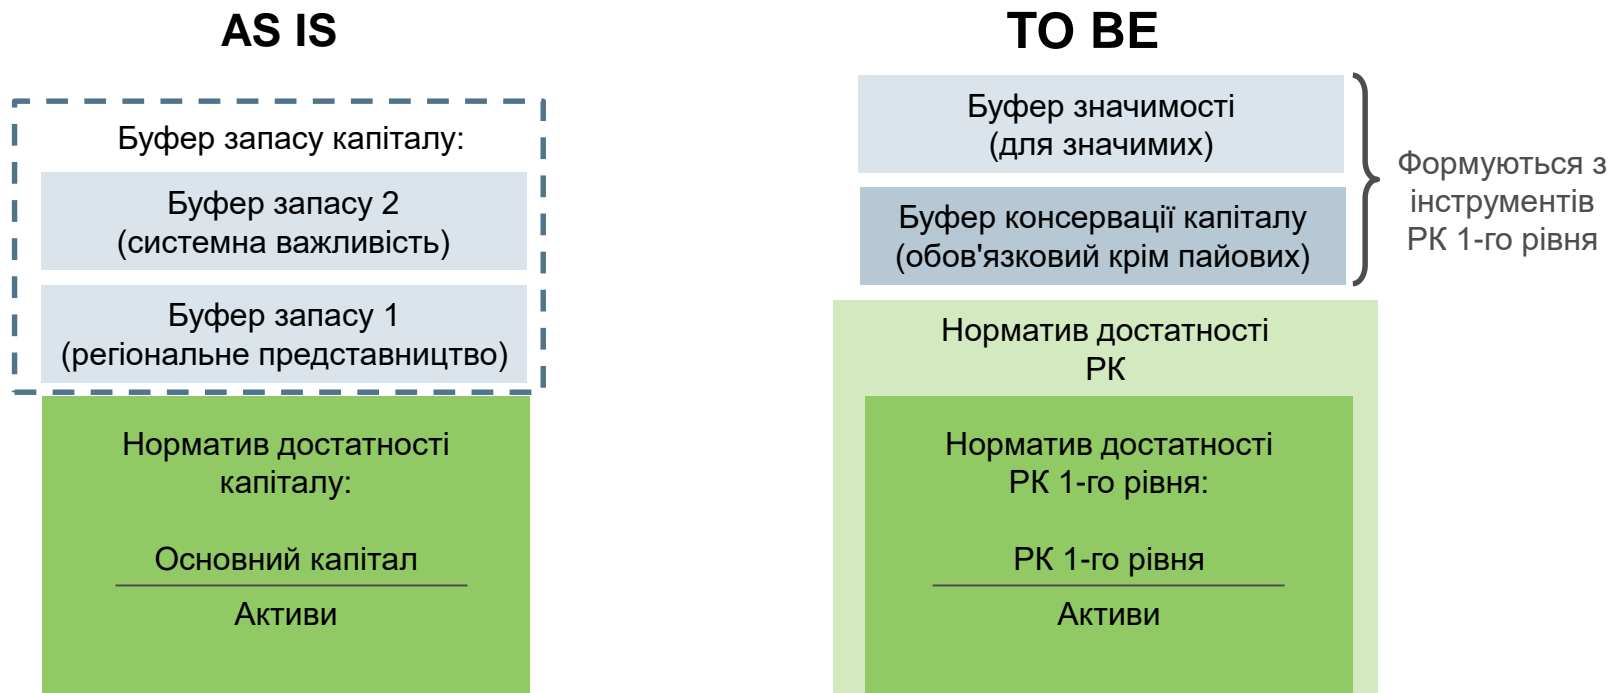 AS IS
Буфер запасу капіталу:
Буфер запасу 2
(системна важливість)
Буфер запасу 1
(регіональне представництво)
Норматив достатності
капіталу:
Основний капітал
Активи
TO BE
Буфер значимості
(для значимих)
Буфер консервації капіталу
(обов'язковий крім пайових)
Формуються з
інструментів
РК 1-го рівня
Норматив достатності
РК
Норматив достатності
РК 1-го рівня:
РК 1-го рівня
Активи